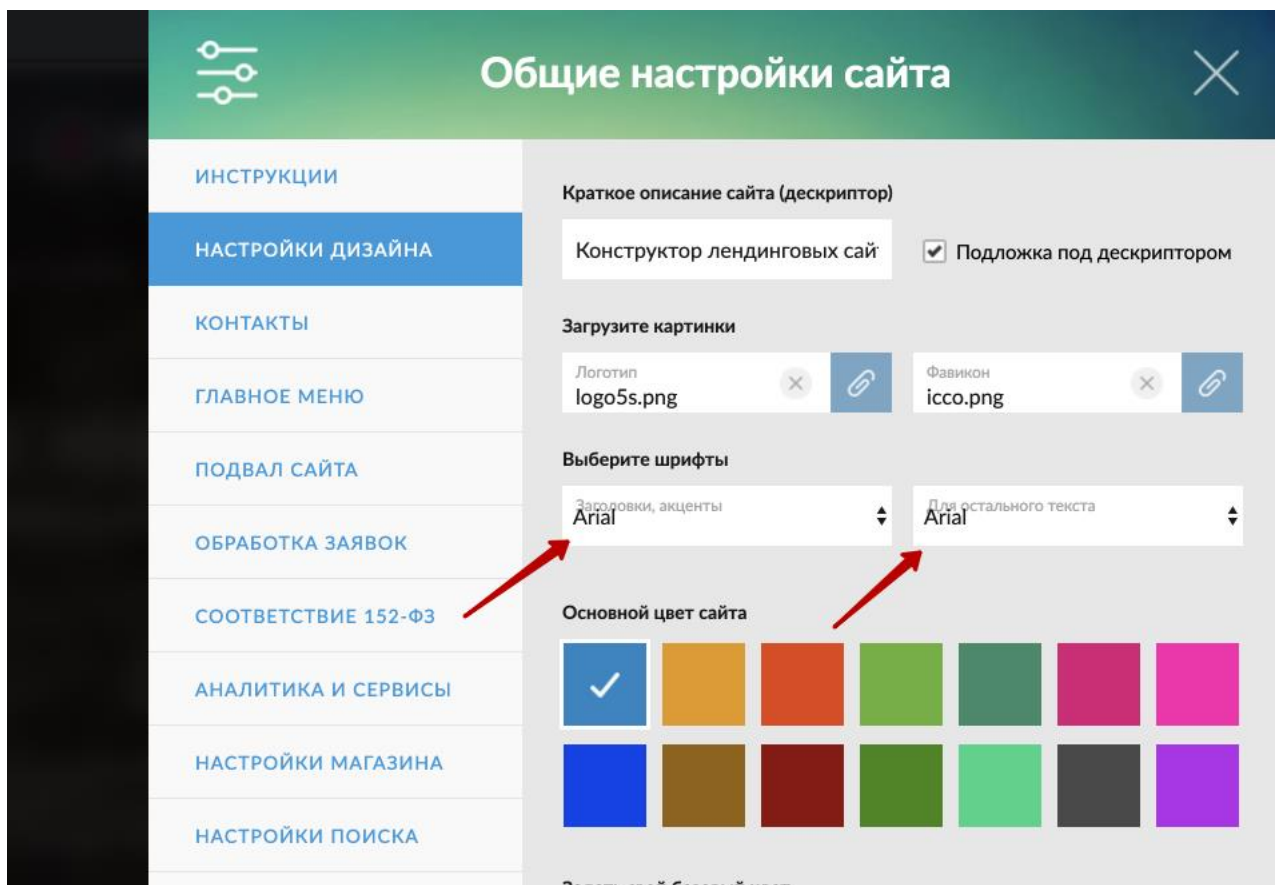 Общие настройки сайта
ИНСТРУКЦИИ
НАСТРОЙКИ ДИЗАЙНА
КОНТАКТЫ
ГЛАВНОЕ МЕНЮ
ПОДВАЛ САЙТА
ОБРАБОТКА ЗАЯВОК
СООТВЕТСТВИЕ 152-ФЗ
АНАЛИТИКА И СЕРВИСЫ
НАСТРОЙКИ МАГАЗИНА
НАСТРОЙКИ ПОИСКА
Краткое описание сайта (дескриптор)
Конструктор лендинговых сай
Подложка под дескриптором
Загрузите картинки
Логотип
logo5s.png
Фавикон
icco.png
Выберите шрифты
Заголовки, акценты
Arial
Для остального текста
Arial
Основной цвет сайта